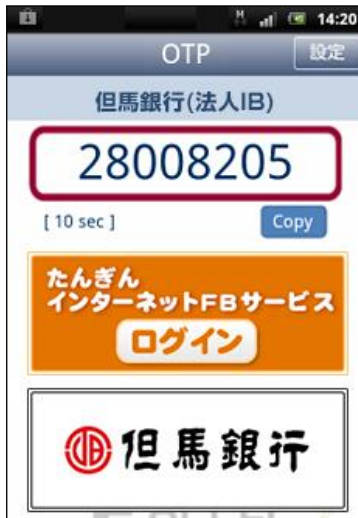 H 14:20
OTP 設定
但馬銀行(法人IB)
28008205
[ 10 sec ] Copy
たんぎん
インターネットFBサービス
ログイン
但馬銀行